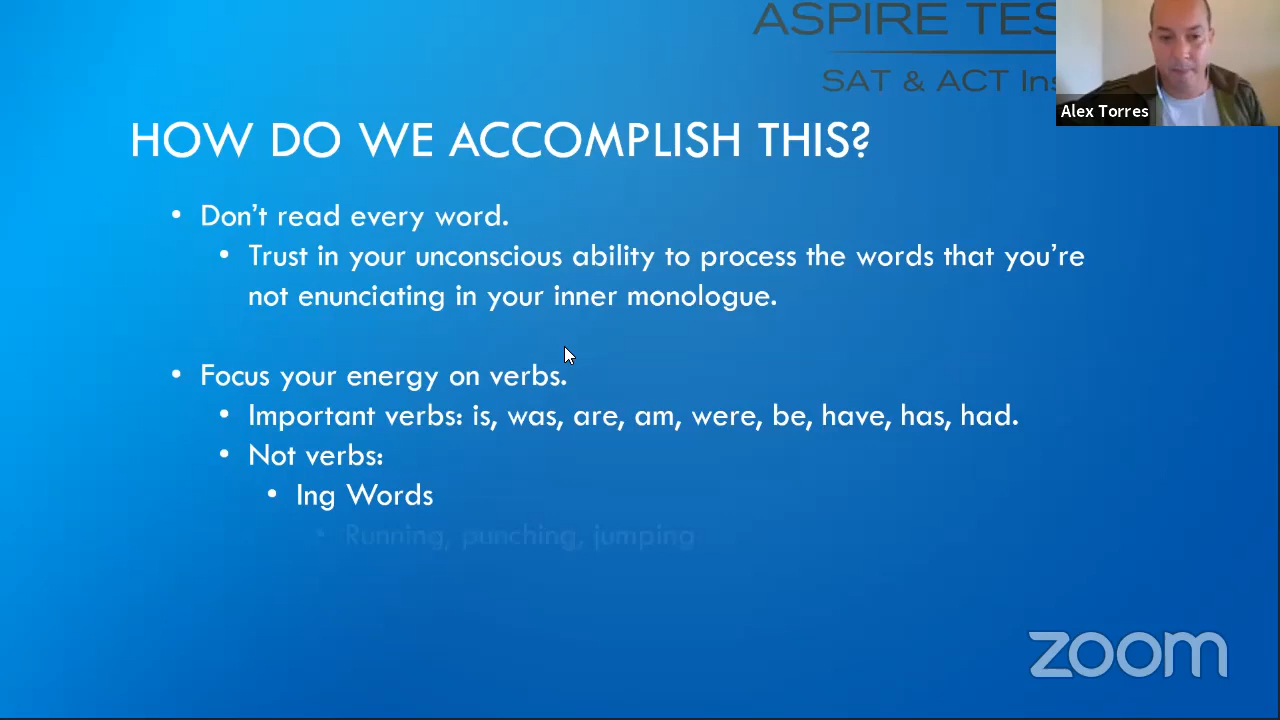 ASPIRE TES
SAT & ACT Ins
Alex Torres
HOW DO WE ACCOMPLISH THIS?
• Don't read every word.
• Trust in your unconscious ability to process the words that you're
not enunciating in your inner monologue.
• Focus your energy on verbs.
• Important verbs: is, was, are, am, were, be, have, has, had.
• Not verbs:
• Ing Words
• Running, punching, jumping
zoom